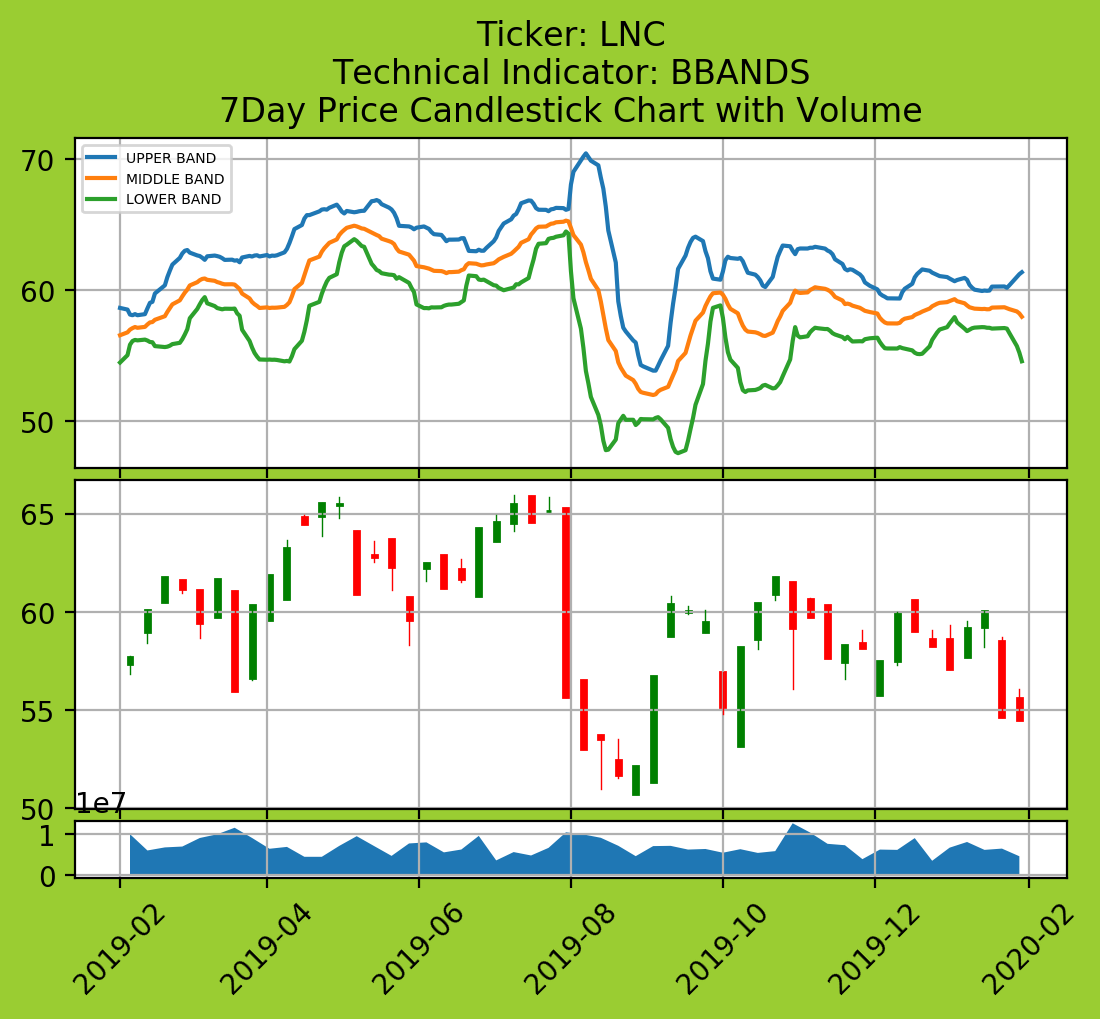 Ticker: LNC
Technical Indicator: BBANDS
7Day Price Candlestick Chart with Volume
UPPER BAND
MIDDLE BAND
LOWER BAND
70
60
50
65
60
55
50
1e7
1
0
2019-02
2019-04
2019-06
2019-08
2019-10
2019-12
2020-02